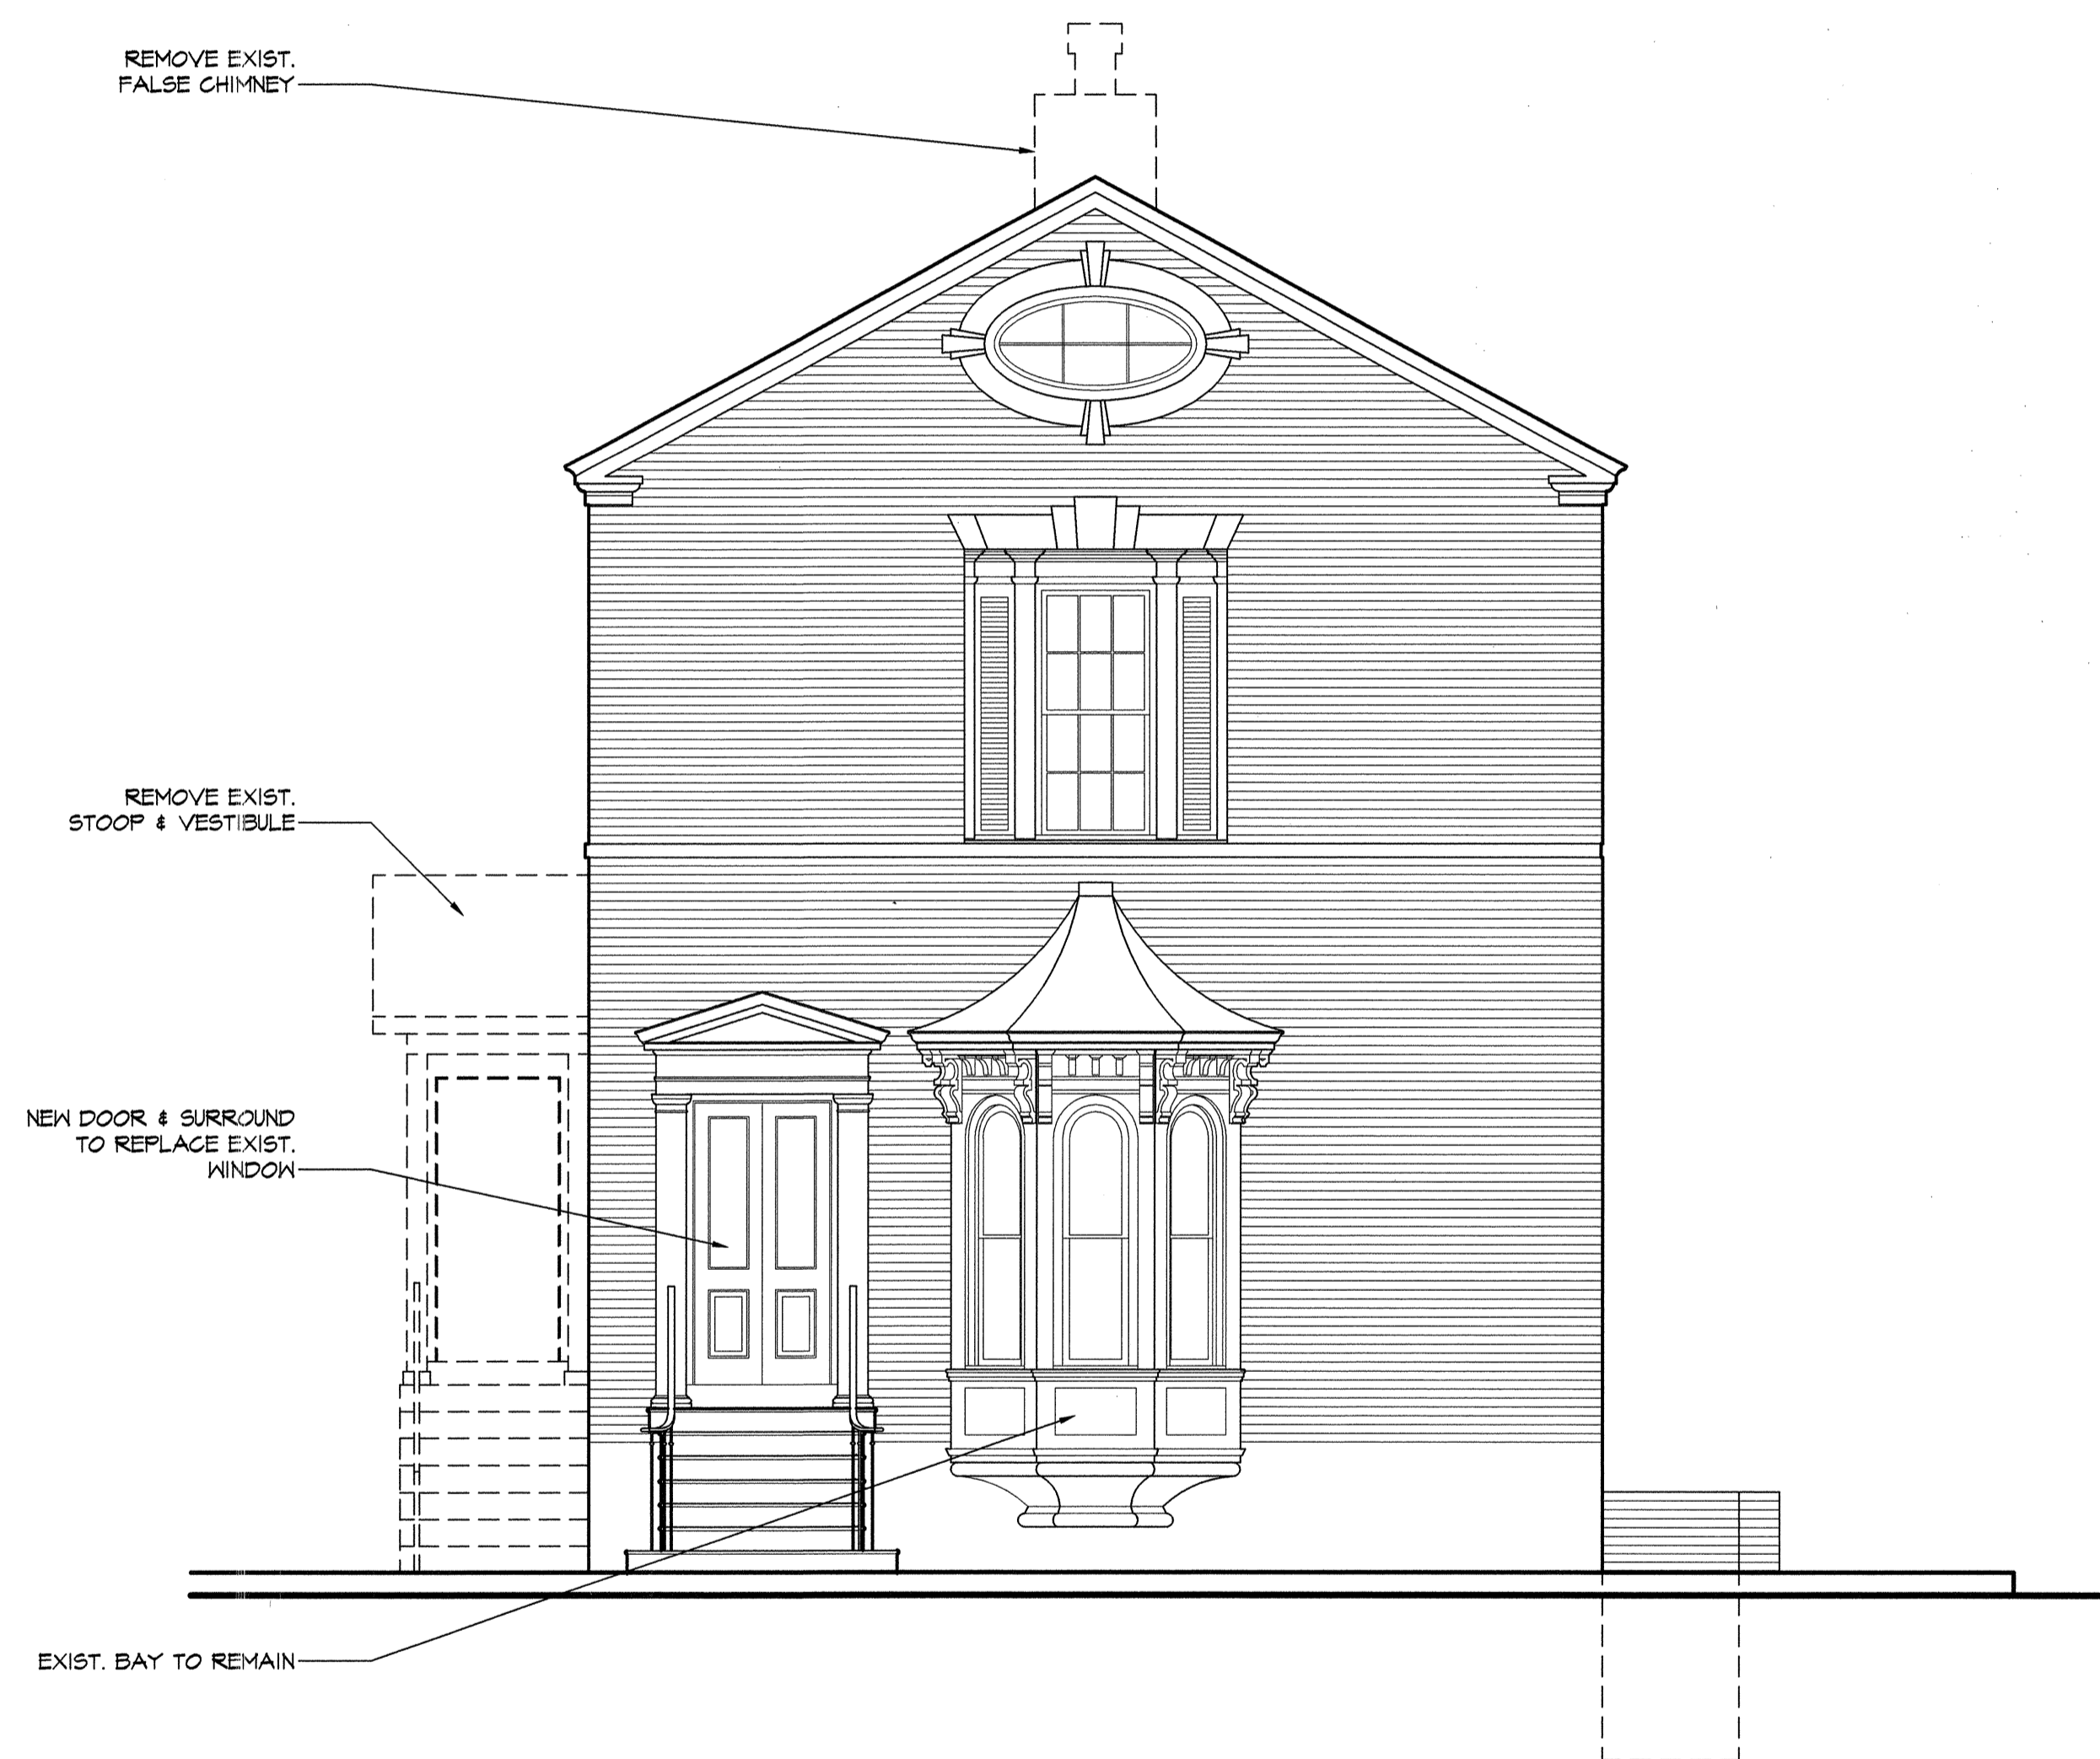 REMOVE EXIST.
FALSE CHIMNEY
REMOVE EXIST.
STOOP & VESTIBULE
NEW DOOR & SURROUND
TO REPLACE EXIST.
WINDOW
EXIST. BAY TO REMAIN